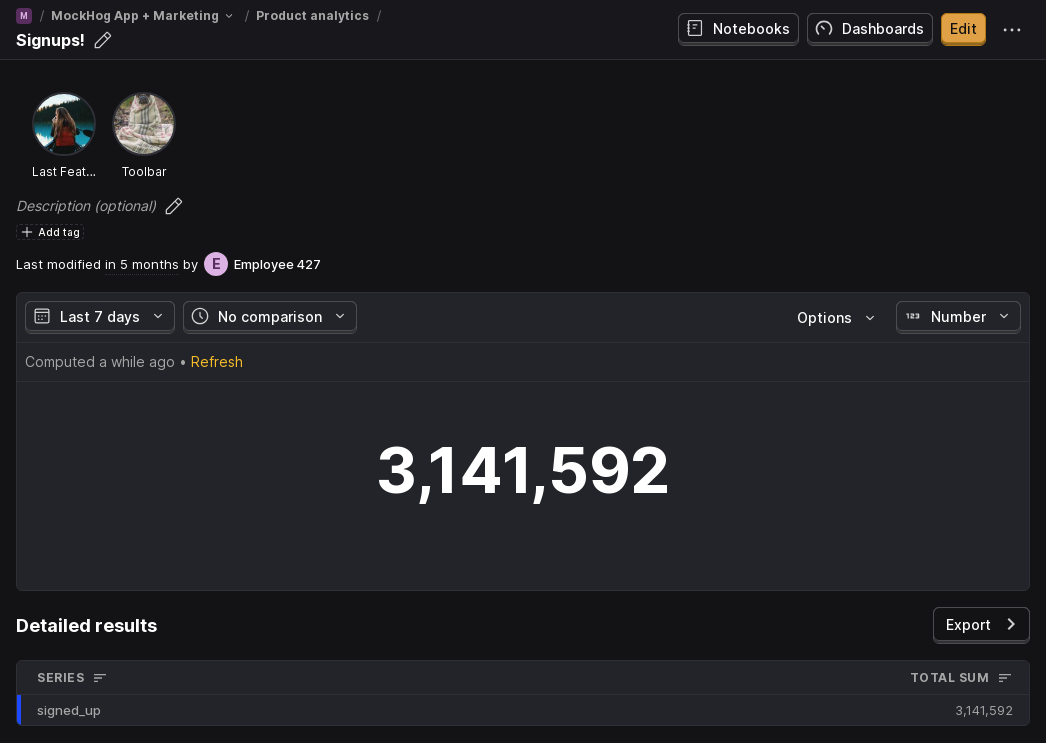 M / MockHog App + Marketing / Product analytics /
Signups!
Notebooks
Dashboards
Edit
Last Feat...
Toolbar
Description (optional)
Add tag
Last modified in 5 months by E Employee 427
Last 7 days
No comparison
Options
123 Number
Computed a while ago • Refresh
3,141,592
Detailed results
Export
SERIES TOTAL SUM
signed_up 3,141,592